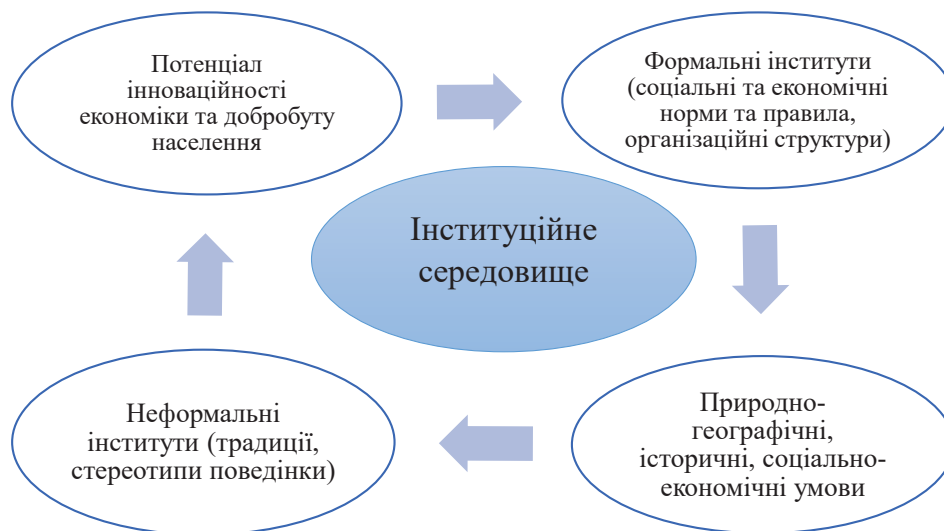 Потенціал
інноваційності
економіки та добробуту
населення
Формальні інститути
(соціальні та економічні
норми та правила,
організаційні структури)
Інституційне
середовище
Неформальні
інститути (традиції,
стереотипи поведінки)
Природно-
географічні,
історичні, соціально-
економічні умови